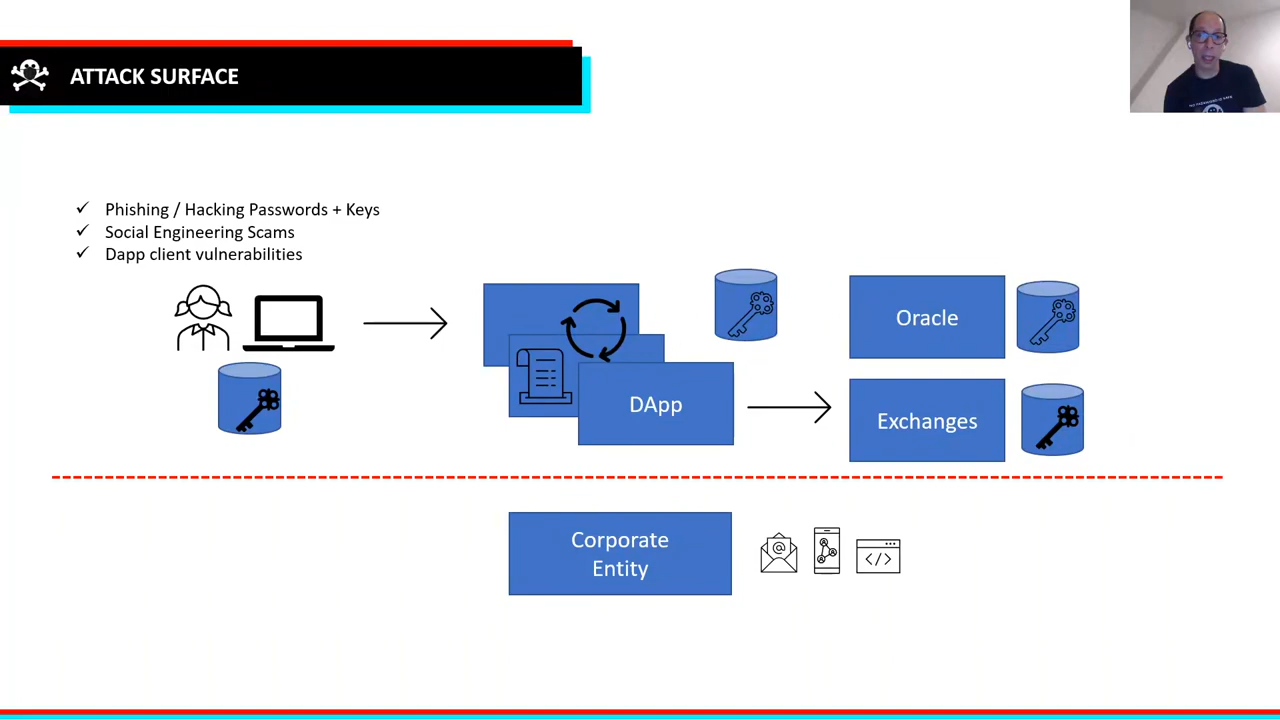 ATTACK SURFACE
✓ Phishing / Hacking Passwords + Keys
✓ Social Engineering Scams
✓ Dapp client vulnerabilities
Oracle
DApp
Exchanges
Corporate
Entity
@
</>